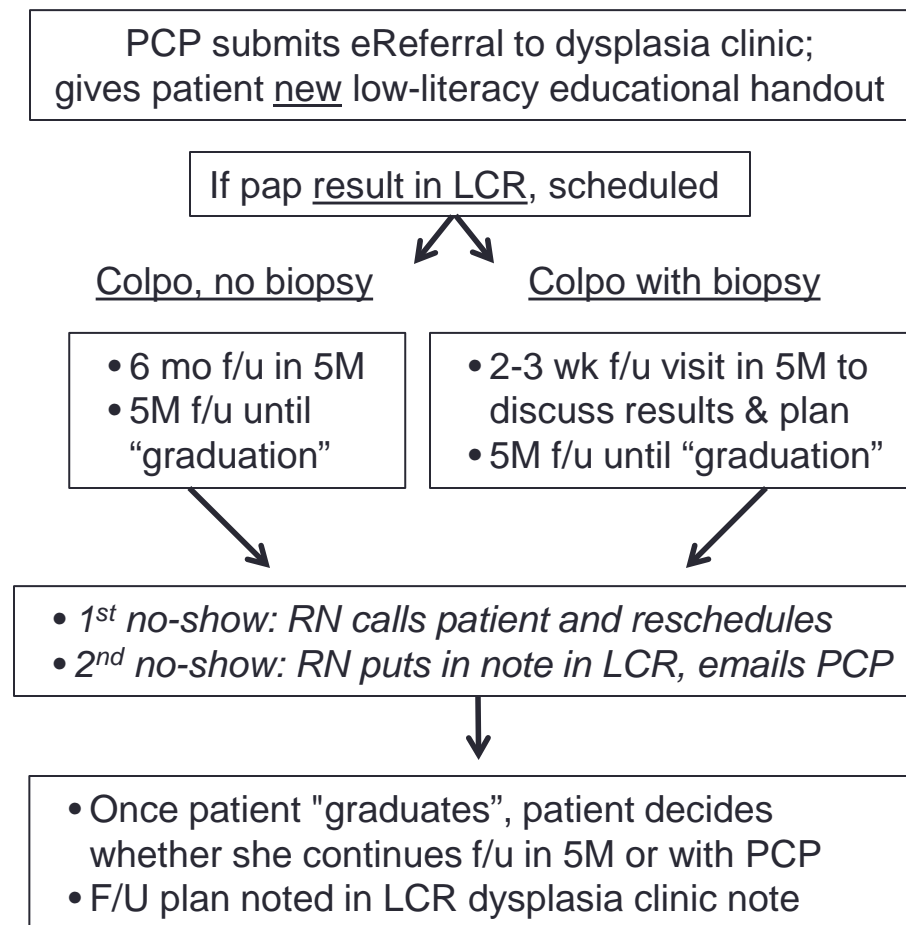 PCP submits eReferral to dysplasia clinic;
gives patient new low-literacy educational handout
If pap result in LCR, scheduled
Colpo, no biopsy
Colpo with biopsy
• 6 mo f/u in 5M
• 5M f/u until
“graduation”
• 2-3 wk f/u visit in 5M to
discuss results & plan
• 5M f/u until “graduation”
• 1st no-show: RN calls patient and reschedules
• 2nd no-show: RN puts in note in LCR, emails PCP
• Once patient "graduates”, patient decides
whether she continues f/u in 5M or with PCP
• F/U plan noted in LCR dysplasia clinic note